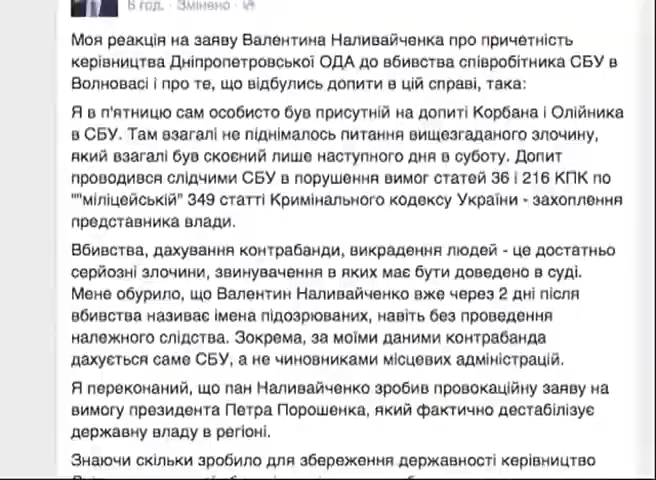 6 год. · Змінено ·
Моя реакція на заяву Валентина Наливайченка про причетність
керівництва Дніпропетровської ОДА до вбивства співробітника СБУ в
Волновасі і про те, що відбулись допити в цій справі, така:
Я в п'ятницю сам особисто був присутній на допиті Корбана і Олійника
в СБУ. Там взагалі не піднімалось питання вищезгаданого злочину,
який взагалі був скоєний лише наступного дня в суботу. Допит
проводився слідчими СБУ в порушення вимог статей 36 і 216 КПК по
""міліцейській" 349 статті Кримінального кодексу України - захоплення
представника влади.
Вбивства, дахування контрабанди, викрадення людей - це достатньо
серйозні злочини, звинувачення в яких має бути доведено в суді.
Мене обурило, що Валентин Наливайченко вже через 2 дні після
вбивства називає імена підозрюваних, навіть без проведення
належного слідства. Зокрема, за моїми даними контрабанда
дахується саме СБУ, а не чиновниками місцевих адміністрацій.
Я переконаний, що пан Наливайченко зробив провокаційну заяву на
вимогу президента Петра Порошенка, який фактично дестабілізує
державну владу в регіоні.
Знаючи скільки зробило для збереження державності керівництво